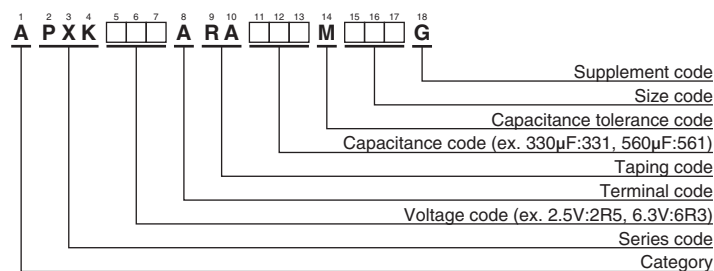 1 2 3 4 5 6 7 8 9 10 11 12 13 14 15 16 17 18
A P X K A R A M G
Supplement code
Size code
Capacitance tolerance code
Capacitance code (ex. 330µF:331, 560µF:561)
Taping code
Terminal code
Voltage code (ex. 2.5V:2R5, 6.3V:6R3)
Series code
Category